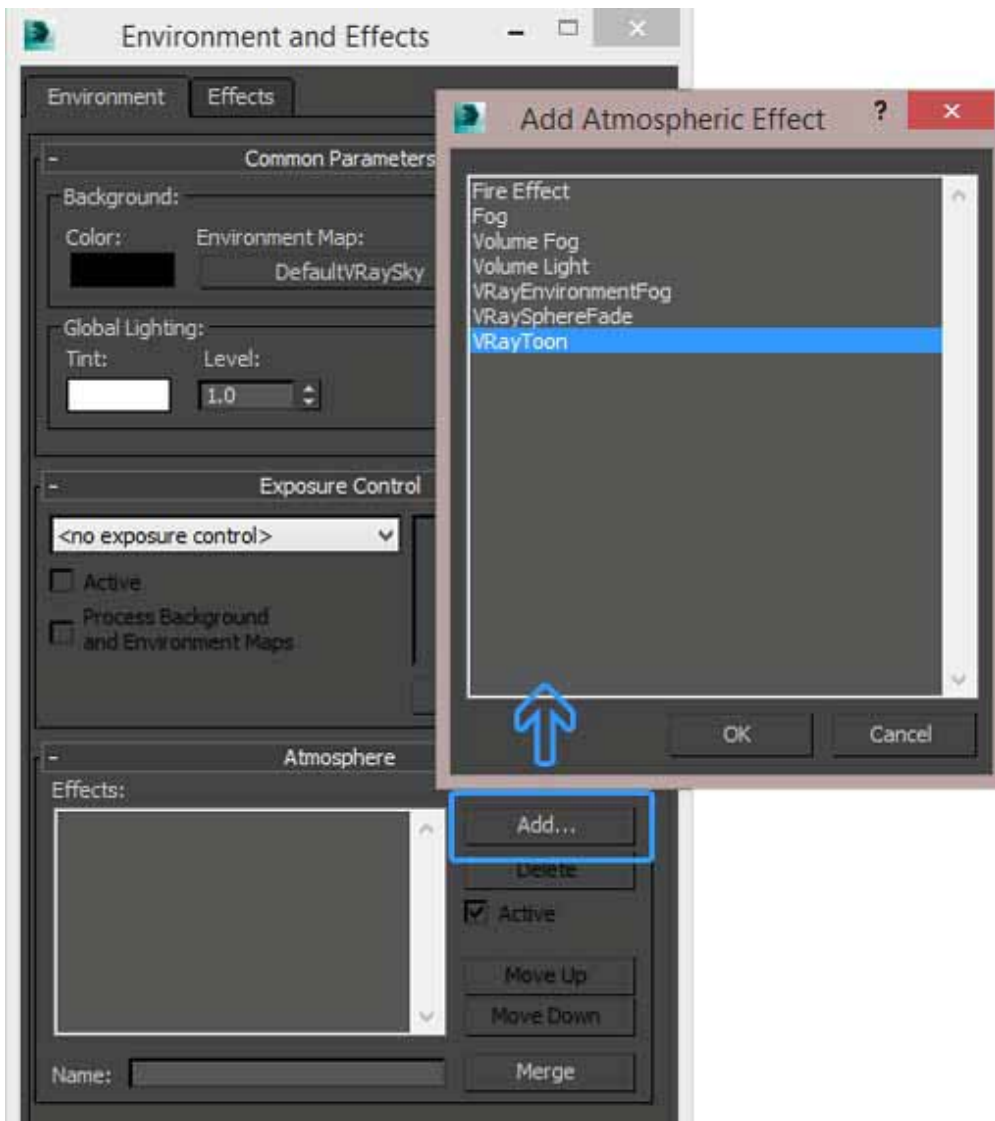 Environment and Effects
Environment
Effects
Common Parameters
Background:
Color:
Environment Map:
DefaultVRaySky
Global Lighting:
Tint:
Level:
1.0
Exposure Control
<no exposure control>
Active
Process Background
and Environment Maps
Atmosphere
Effects:
Add...
Delete
Active
Move Up
Move Down
Name:
Merge
Add Atmospheric Effect
?
Fire Effect
Fog
Volume Fog
Volume Light
VRayEnvironmentFog
VRaySphereFade
VRayToon
OK
Cancel